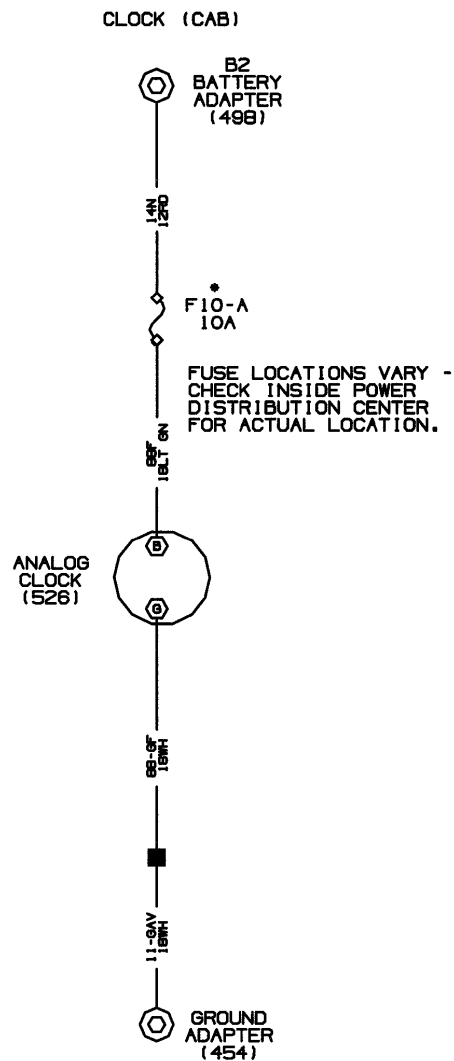 CLOCK (CAB)
B2
BATTERY
ADAPTER
(498)
14N
12RD
*
F10-A
10A
FUSE LOCATIONS VARY -
CHECK INSIDE POWER
DISTRIBUTION CENTER
FOR ACTUAL LOCATION.
88F
18LT GN
B
ANALOG
CLOCK
(526)
G
88-GF
18WH
11-GAV
18WH
GROUND
ADAPTER
(454)